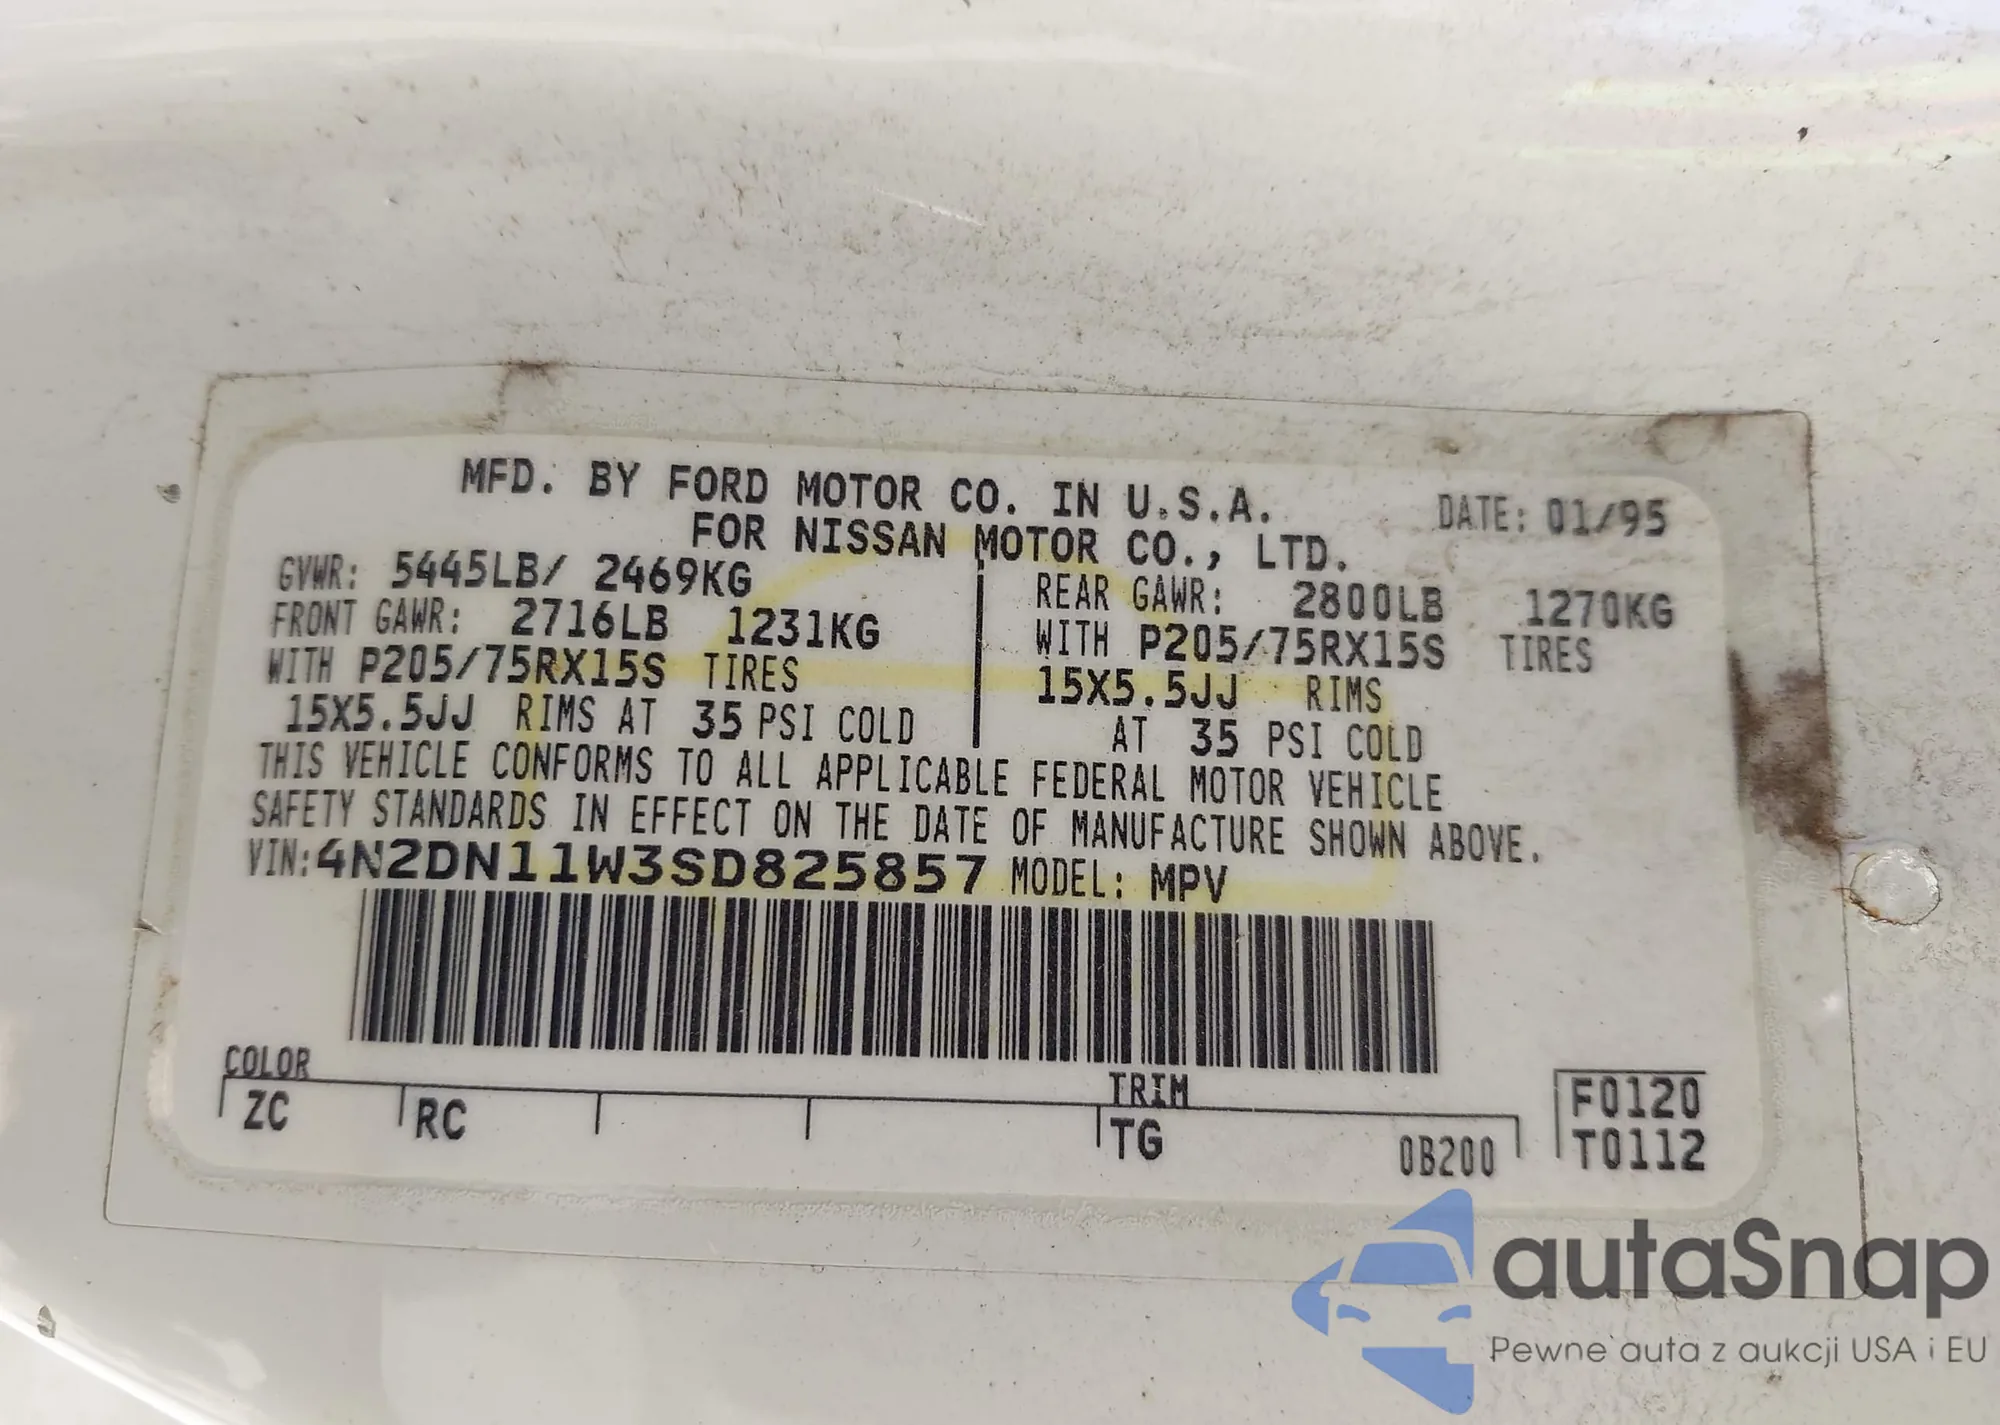 MFD. BY FORD MOTOR CO. IN U.S.A.
FOR NISSAN MOTOR CO., LTD.
DATE: 01/95
GVWR: 5445LB/ 2469KG
FRONT GAWR: 2716LB 1231KG
WITH P205/75RX15S TIRES
15X5.5JJ RIMS AT 35 PSI COLD
REAR GAWR: 2800LB 1270KG
WITH P205/75RX15S TIRES
15X5.5JJ RIMS
AT 35 PSI COLD
THIS VEHICLE CONFORMS TO ALL APPLICABLE FEDERAL MOTOR VEHICLE
SAFETY STANDARDS IN EFFECT ON THE DATE OF MANUFACTURE SHOWN ABOVE.
VIN:4N2DN11W3SD825857 MODEL: MPV
COLOR TRIM
ZC RC TG 0B200
F0120
T0112
autaSnap
Pewne auta z aukcji USA i EU